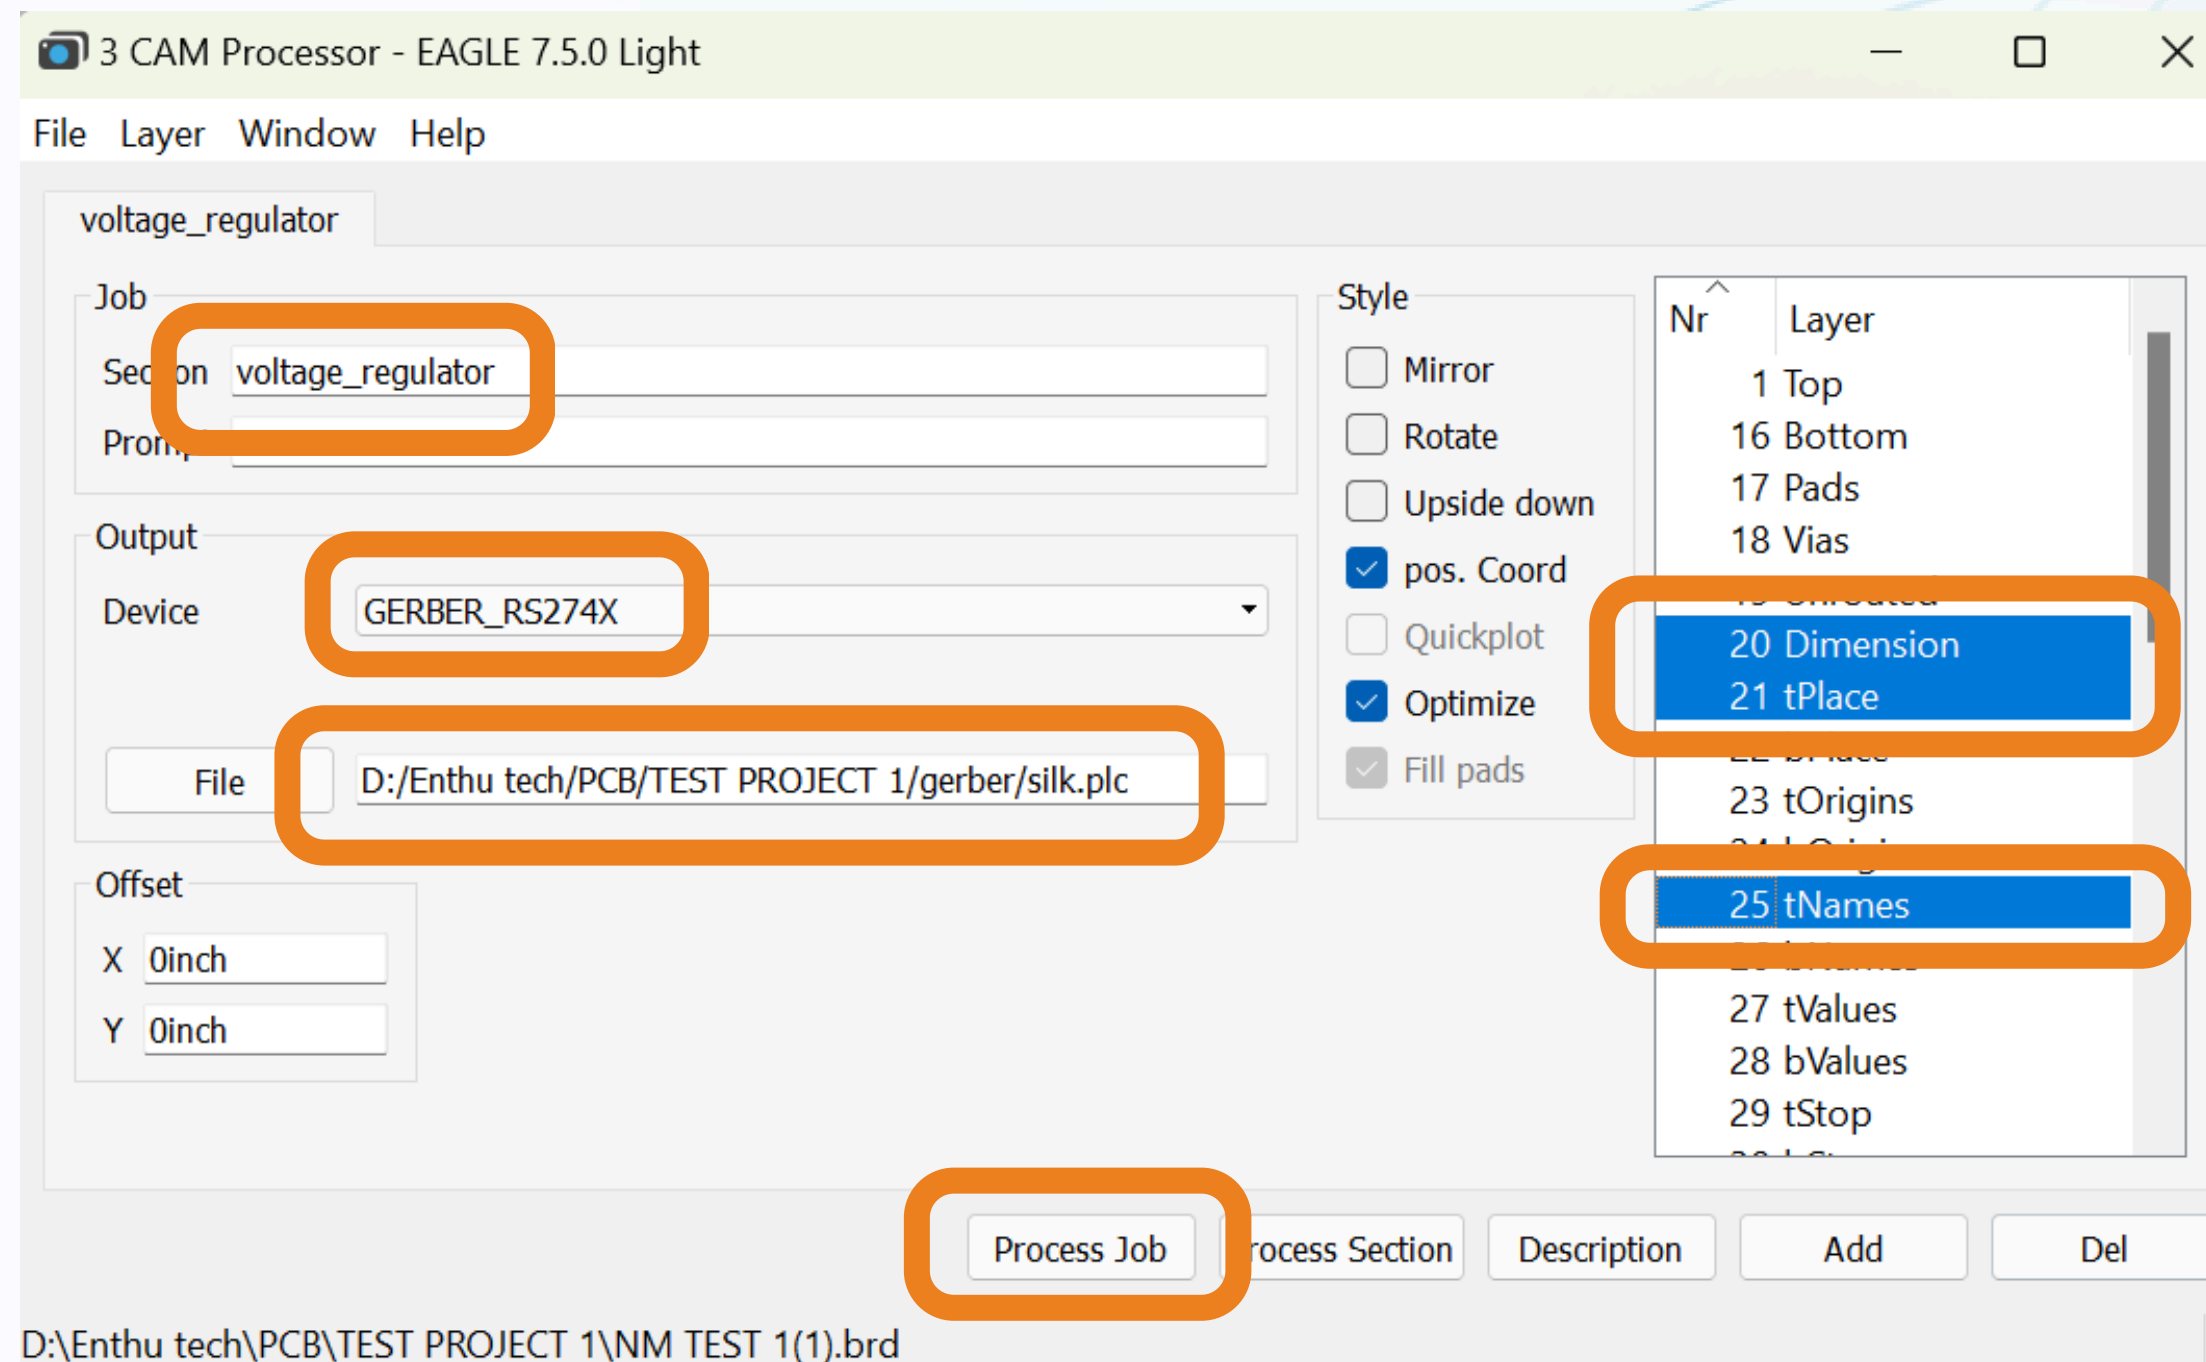 3 CAM Processor - EAGLE 7.5.0 Light
File Layer Window Help
voltage_regulator
Job
Section voltage_regulator
Output
Device GERBER_RS274X
File D:/Enthu tech/PCB/TEST PROJECT 1/gerber/silk.plc
Offset
X 0inch
Y 0inch
Style
Mirror
Rotate
Upside down
pos. Coord
Quickplot
Optimize
Fill pads
Nr Layer
1 Top
16 Bottom
17 Pads
18 Vias
20 Dimension
21 tPlace
23 tOrigins
25 tNames
27 tValues
28 bValues
29 tStop
Process Job
Section
Description
Add
Del
D:\Enthu tech\PCB\TEST PROJECT 1\NM TEST 1(1).brd